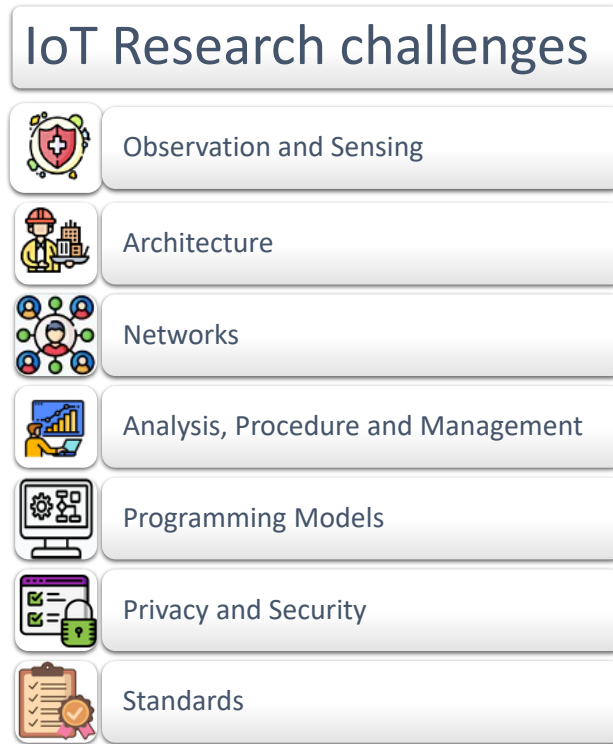 IoT Research challenges
Observation and Sensing
Architecture
Networks
Analysis, Procedure and Management
Programming Models
Privacy and Security
Standards